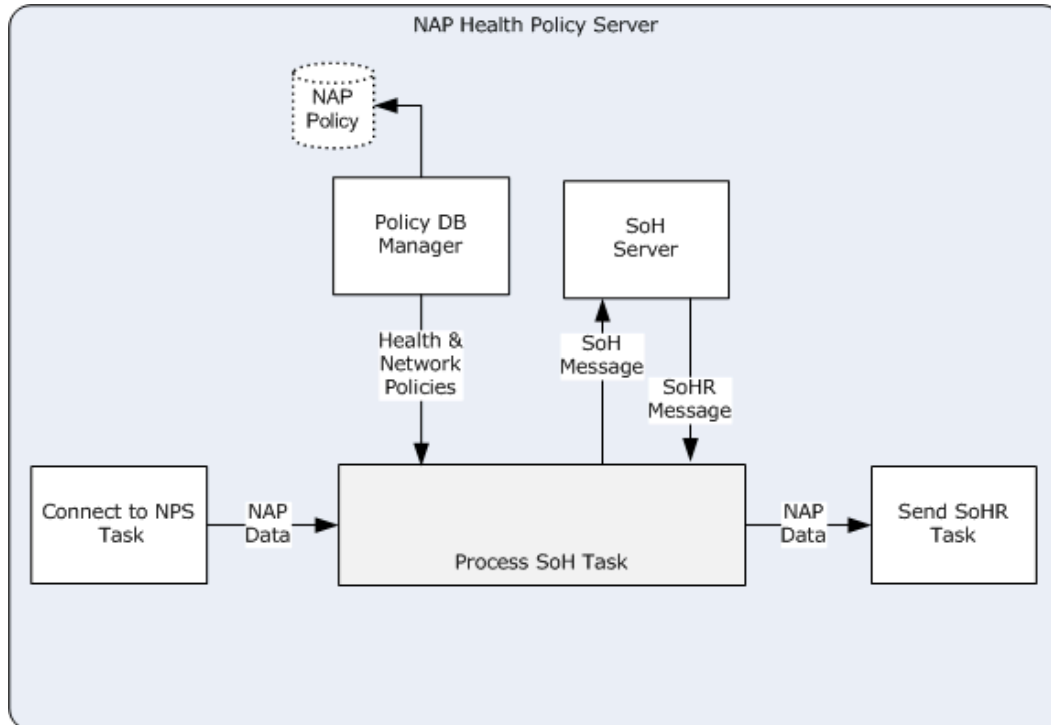 NAP Health Policy Server
NAP
Policy
Policy DB
Manager
SoH
Server
Health &
Network
Policies
SoH
Message
SoHR
Message
Connect to NPS
Task
NAP
Data
Process SoH Task
NAP
Data
Send SoHR
Task